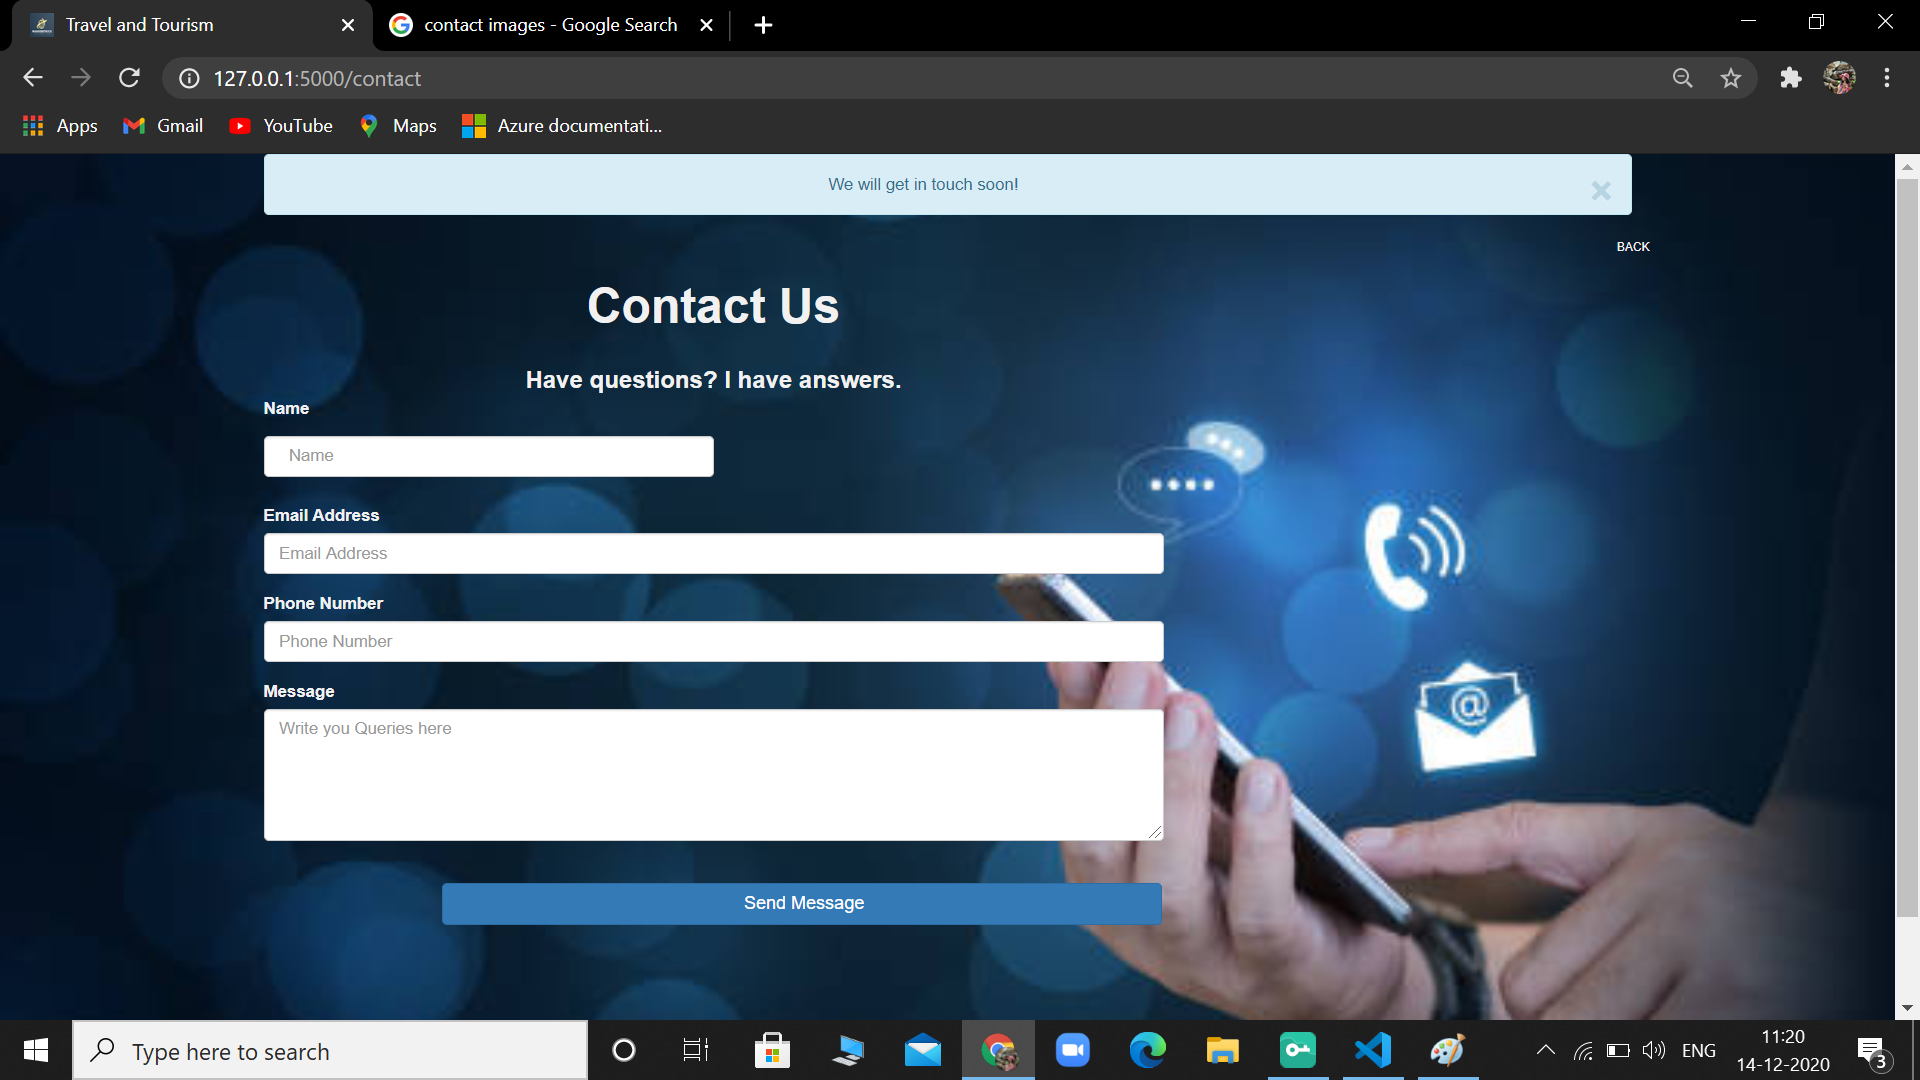 Travel and Tourism
contact images - Google Search
127.0.0.1:5000/contact
Apps
Gmail
YouTube
Maps
Azure documentati...
We will get in touch soon!
BACK
Contact Us
Have questions? I have answers.
Name
Name
Email Address
Email Address
Phone Number
Phone Number
Message
Write you Queries here
@
Send Message
Type here to search
ENG
11:20
14-12-2020
3